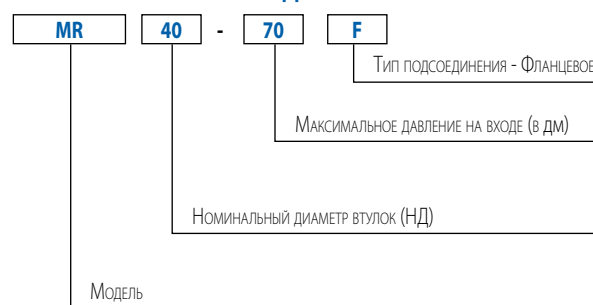 MR 40 - 70 F
Тип подсоединения - Фланцевое
Максимальное давление на входе (в дм)
Номинальный диаметр втулок (НД)
Модель